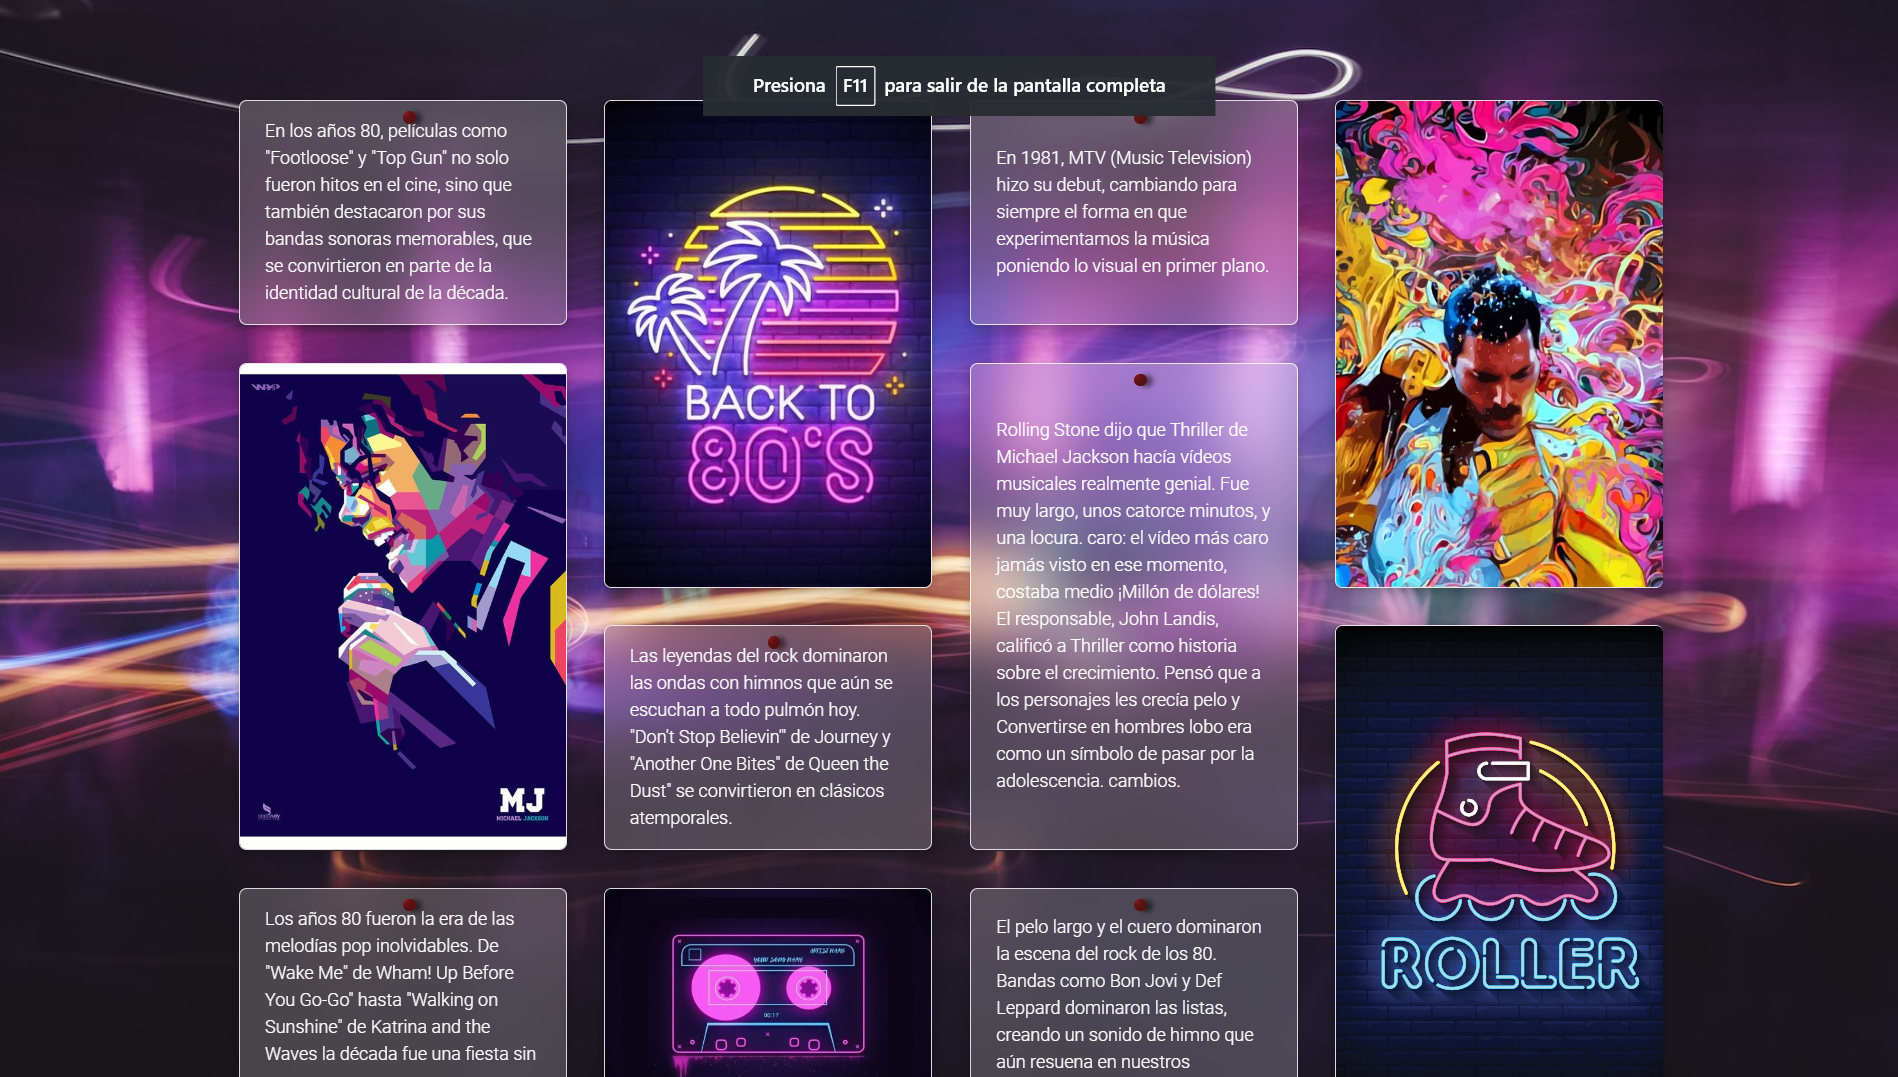 Presiona F11 para salir de la pantalla completa
En los años 80, películas como
"Footloose" y "Top Gun" no solo
fueron hitos en el cine, sino que
también destacaron por sus
bandas sonoras memorables, que
se convirtieron en parte de la
identidad cultural de la década.
BACK TO
80'S
En 1981, MTV (Music Television)
hizo su debut, cambiando para
siempre el forma en que
experimentamos la música
poniendo lo visual en primer plano.
MJ
MICHAEL JACKSON
Las leyendas del rock dominaron
las ondas con himnos que aún se
escuchan a todo pulmón hoy.
"Don't Stop Believin'" de Journey y
"Another One Bites" de Queen the
Dust" se convirtieron en clásicos
atemporales.
Rolling Stone dijo que Thriller de
Michael Jackson hacía vídeos
musicales realmente genial. Fue
muy largo, unos catorce minutos, y
una locura. caro: el vídeo más caro
jamás visto en ese momento,
costaba medio ¡Millón de dólares!
El responsable, John Landis,
calificó a Thriller como historia
sobre el crecimiento. Pensó que a
los personajes les crecía pelo y
Convertirse en hombres lobo era
como un símbolo de pasar por la
adolescencia. cambios.
ROLLER
Los años 80 fueron la era de las
melodías pop inolvidables. De
"Wake Me" de Wham! Up Before
You Go-Go" hasta "Walking on
Sunshine" de Katrina and the
Waves la década fue una fiesta sin
ARTIST NAME
YOUR SONG NAME
00:17
El pelo largo y el cuero dominaron
la escena del rock de los 80.
Bandas como Bon Jovi y Def
Leppard dominaron las listas,
creando un sonido de himno que
aún resuena en nuestros